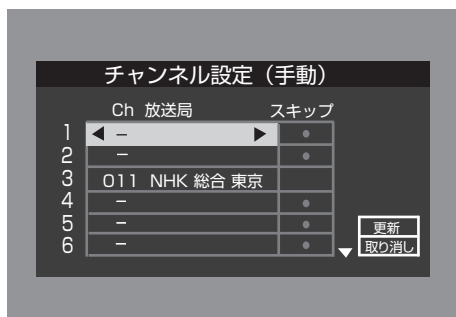 チャンネル設定（手動）
Ch 放送局 スキップ
1 ◀ − ▶ ●
2 − ●
3 011 NHK 総合 東京
4 − ●
5 − ● 更新
6 − ● ▼ 取り消し